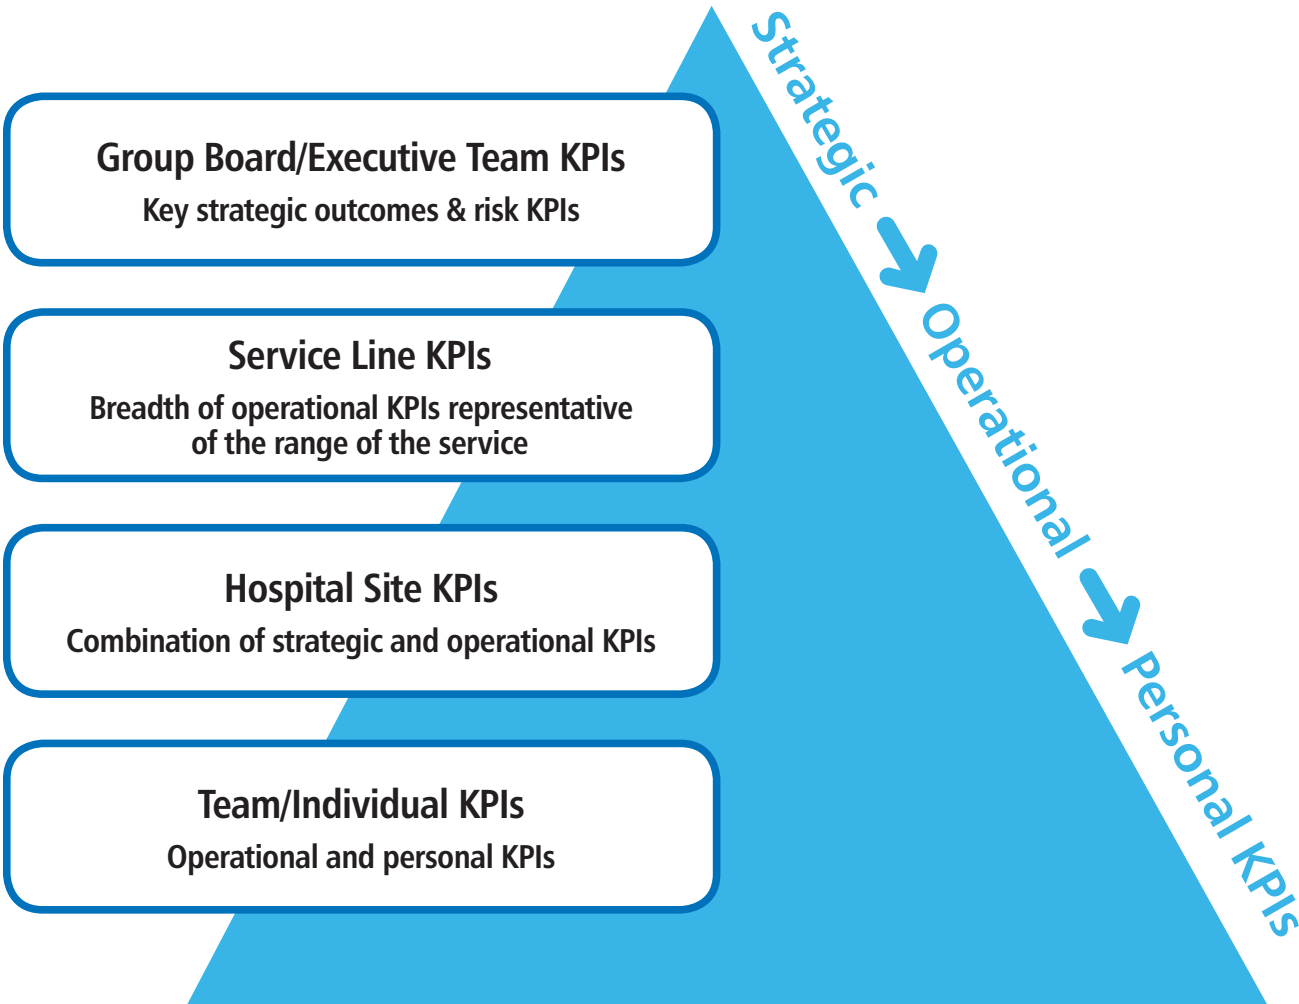 Group Board/Executive Team KPIs
Key strategic outcomes & risk KPIs
Service Line KPIs
Breadth of operational KPIs representative
of the range of the service
Hospital Site KPIs
Combination of strategic and operational KPIs
Team/Individual KPIs
Operational and personal KPIs
Strategic
Operational
Personal KPIs